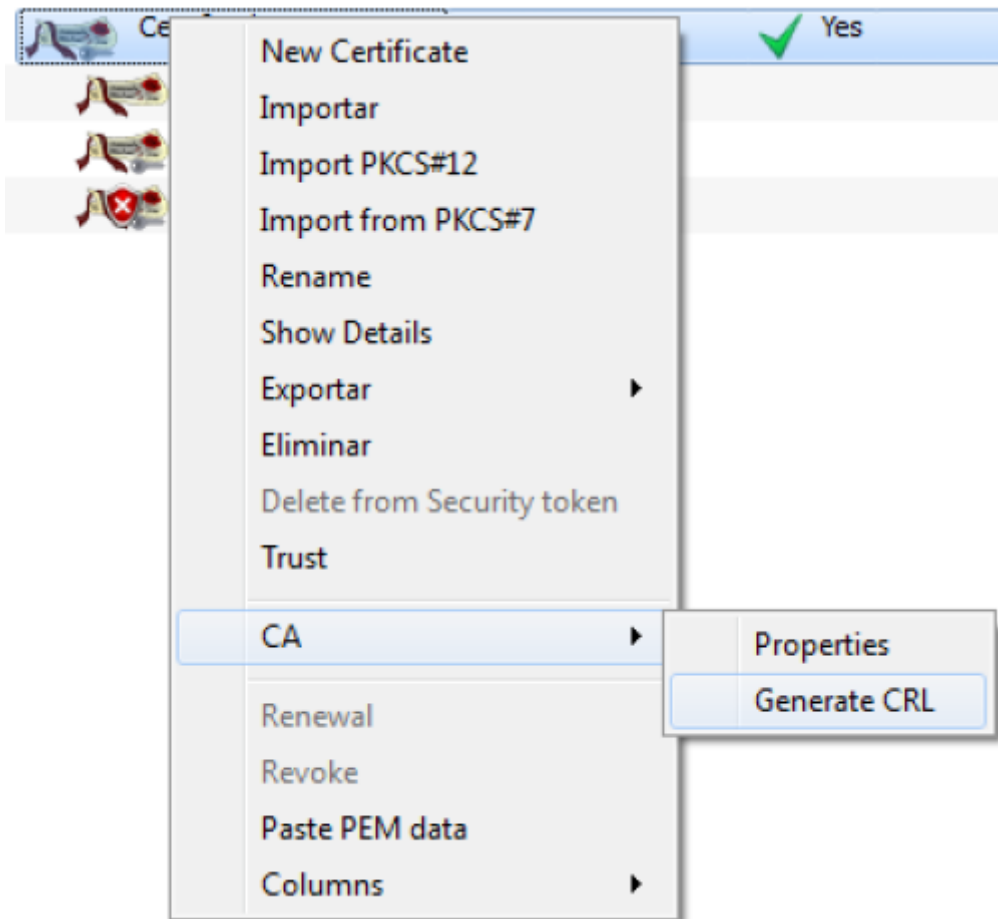 Yes
New Certificate
Importar
Import PKCS#12
Import from PKCS#7
Rename
Show Details
Exportar
Eliminar
Delete from Security token
Trust
CA
Properties
Generate CRL
Renewal
Revoke
Paste PEM data
Columns